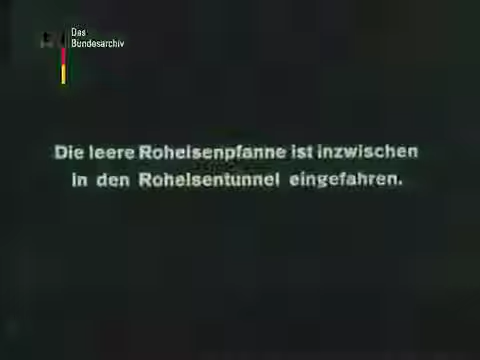 Das
Bundesarchiv
Die leere Roheisenpfanne ist inzwischen
in den Roheisentunnel eingefahren.